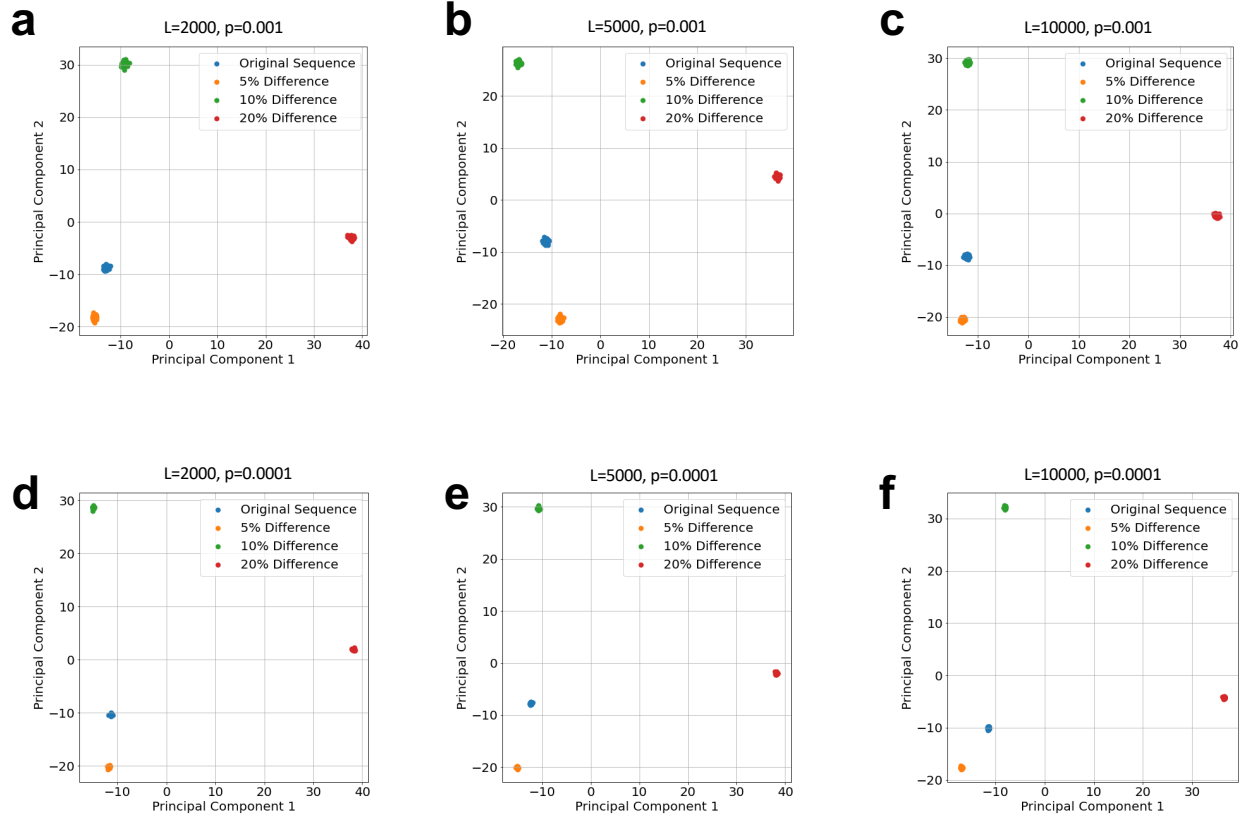 a
L=2000, p=0.001
Principal Component 2
30
20
10
0
−10
−20
Original Sequence
5% Difference
10% Difference
20% Difference
−10
0
10
20
30
40
Principal Component 1
b
L=5000, p=0.001
Principal Component 2
20
10
0
−10
−20
Original Sequence
5% Difference
10% Difference
20% Difference
−20
−10
0
10
20
30
Principal Component 1
c
L=10000, p=0.001
Principal Component 2
30
20
10
0
−10
−20
Original Sequence
5% Difference
10% Difference
20% Difference
−10
0
10
20
30
40
Principal Component 1
d
L=2000, p=0.0001
Principal Component 2
30
20
10
0
−10
−20
Original Sequence
5% Difference
10% Difference
20% Difference
−10
0
10
20
30
40
Principal Component 1
e
L=5000, p=0.0001
Principal Component 2
30
20
10
0
−10
−20
Original Sequence
5% Difference
10% Difference
20% Difference
−10
0
10
20
30
40
Principal Component 1
f
L=10000, p=0.0001
Principal Component 2
30
20
10
0
−10
−20
Original Sequence
5% Difference
10% Difference
20% Difference
−10
0
10
20
30
Principal Component 1